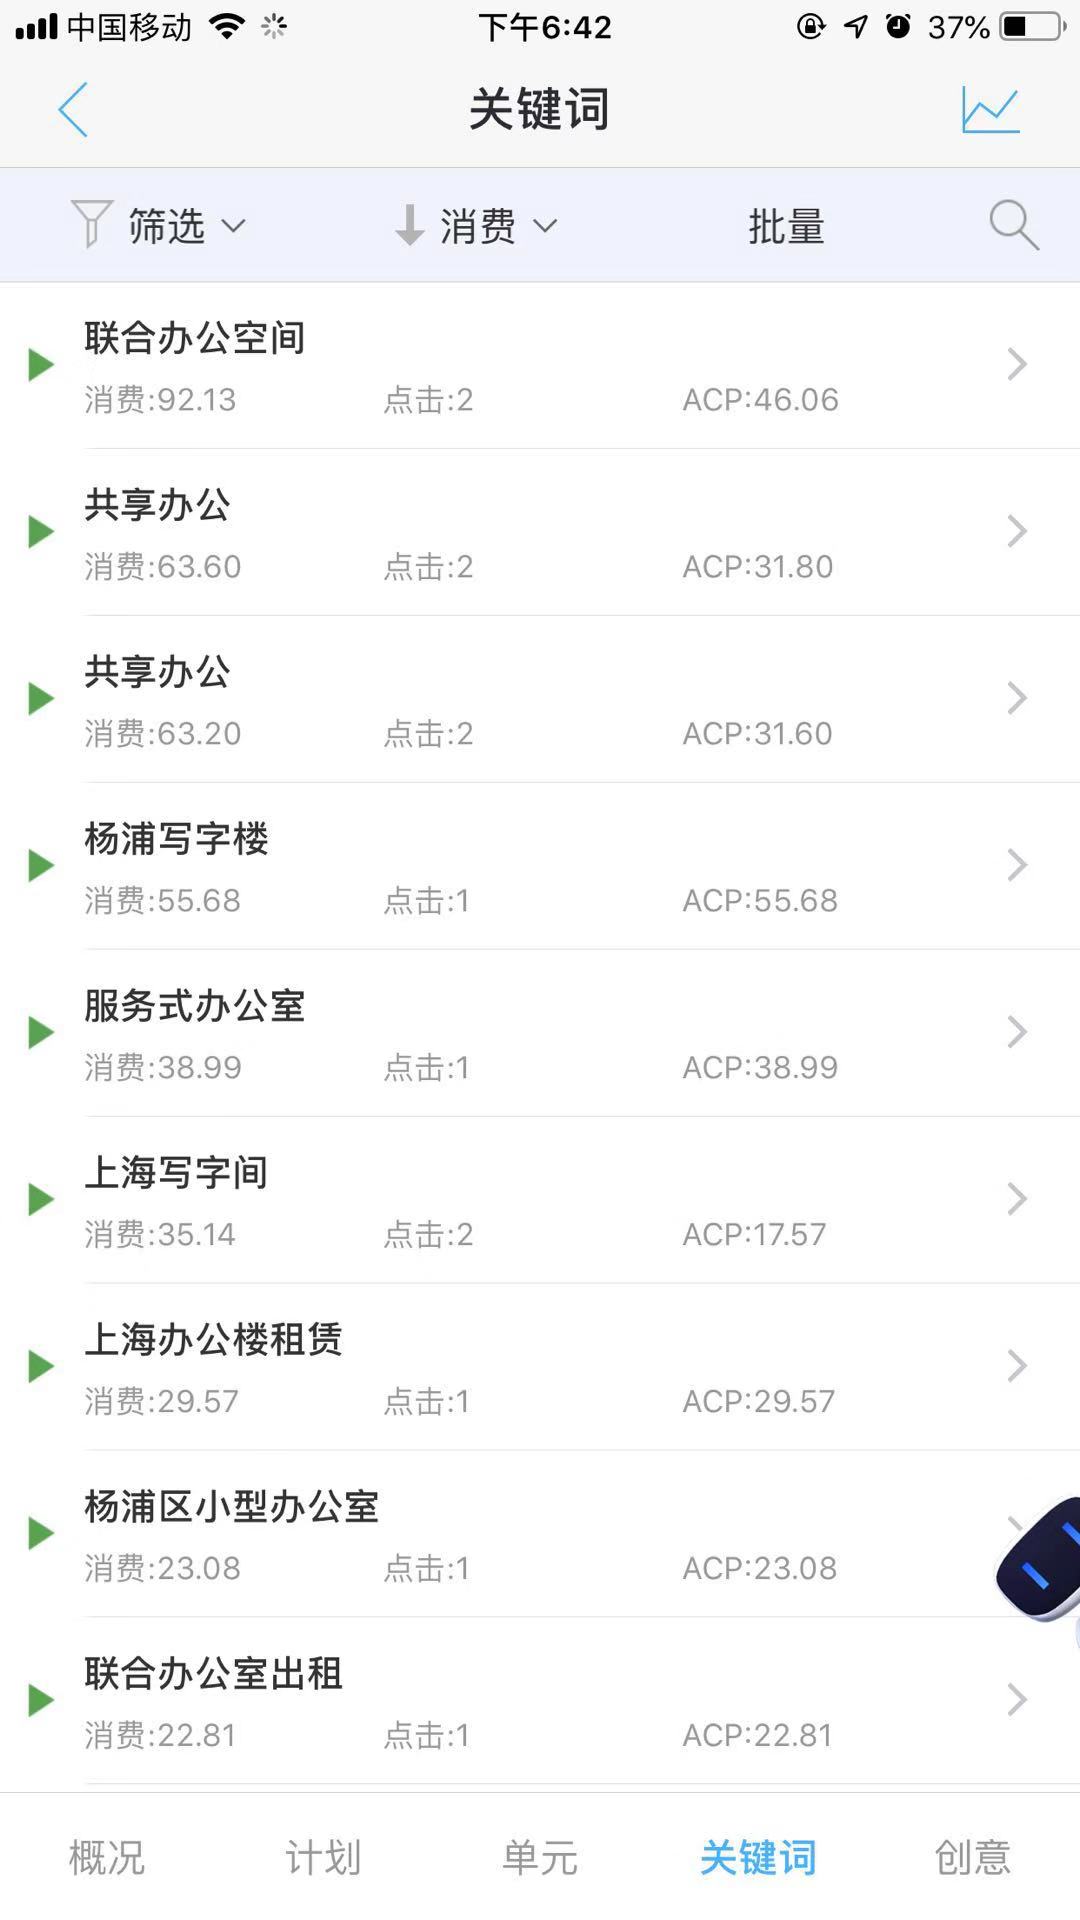 中国移动 下午6:42 37%
关键词
筛选 消费 批量
联合办公空间
消费:92.13 点击:2 ACP:46.06
共享办公
消费:63.60 点击:2 ACP:31.80
共享办公
消费:63.20 点击:2 ACP:31.60
杨浦写字楼
消费:55.68 点击:1 ACP:55.68
服务式办公室
消费:38.99 点击:1 ACP:38.99
上海写字间
消费:35.14 点击:2 ACP:17.57
上海办公楼租赁
消费:29.57 点击:1 ACP:29.57
杨浦区小型办公室
消费:23.08 点击:1 ACP:23.08
联合办公室出租
消费:22.81 点击:1 ACP:22.81
概况 计划 单元 关键词 创意